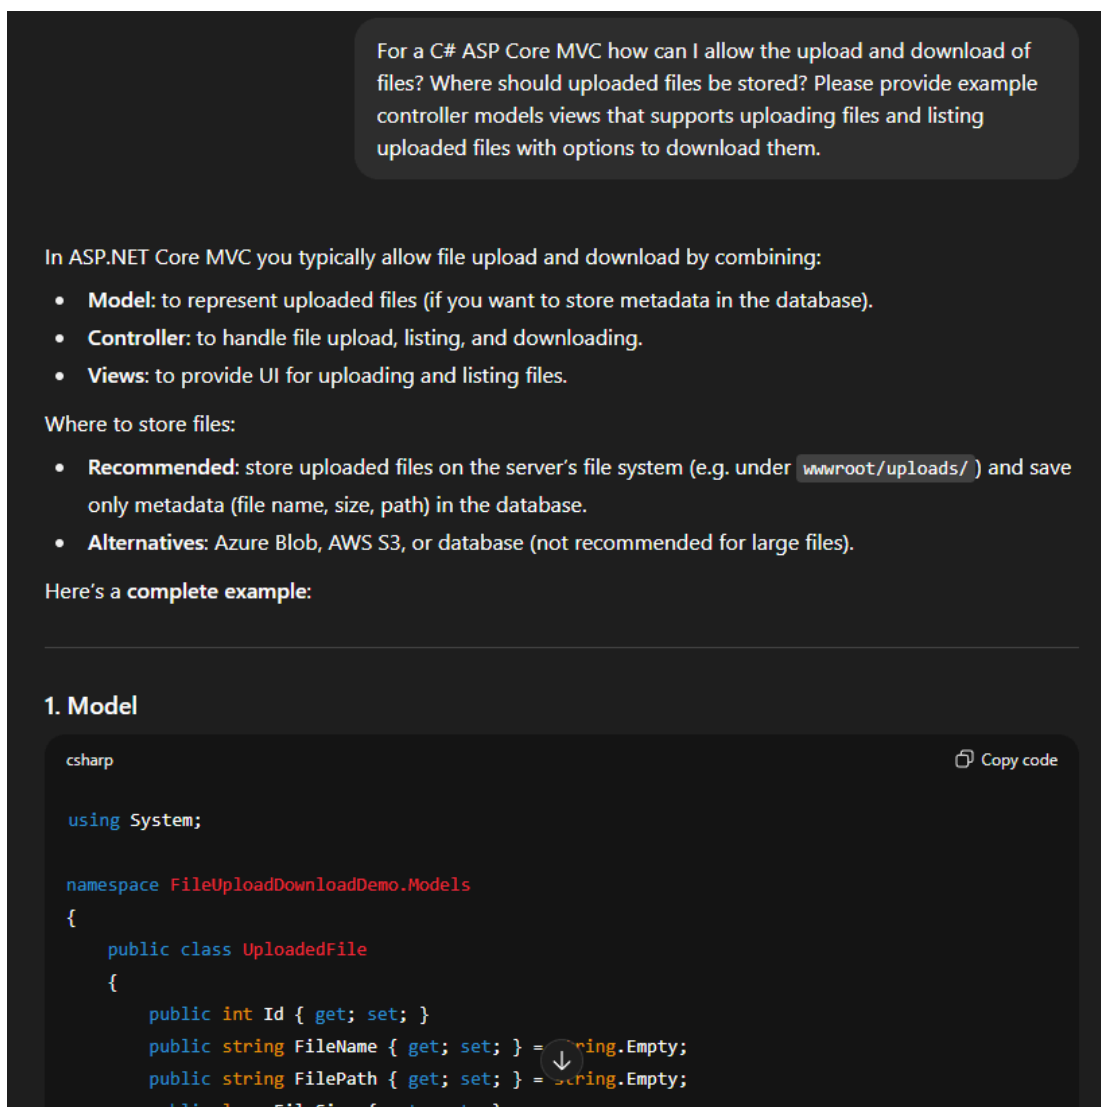 For a C# ASP Core MVC how can I allow the upload and download of
files? Where should uploaded files be stored? Please provide example
controller models views that supports uploading files and listing
uploaded files with options to download them.
In ASP.NET Core MVC you typically allow file upload and download by combining:
• Model: to represent uploaded files (if you want to store metadata in the database).
• Controller: to handle file upload, listing, and downloading.
• Views: to provide UI for uploading and listing files.
Where to store files:
• Recommended: store uploaded files on the server's file system (e.g. under wwwroot/uploads/) and save
only metadata (file name, size, path) in the database.
• Alternatives: Azure Blob, AWS S3, or database (not recommended for large files).
Here's a complete example:
1. Model
csharp
Copy code
using System;
namespace FileUploadDownloadDemo.Models
{
public class UploadedFile
{
public int Id { get; set; }
public string FileName { get; set; } = string.Empty;
public string FilePath { get; set; } = string.Empty;